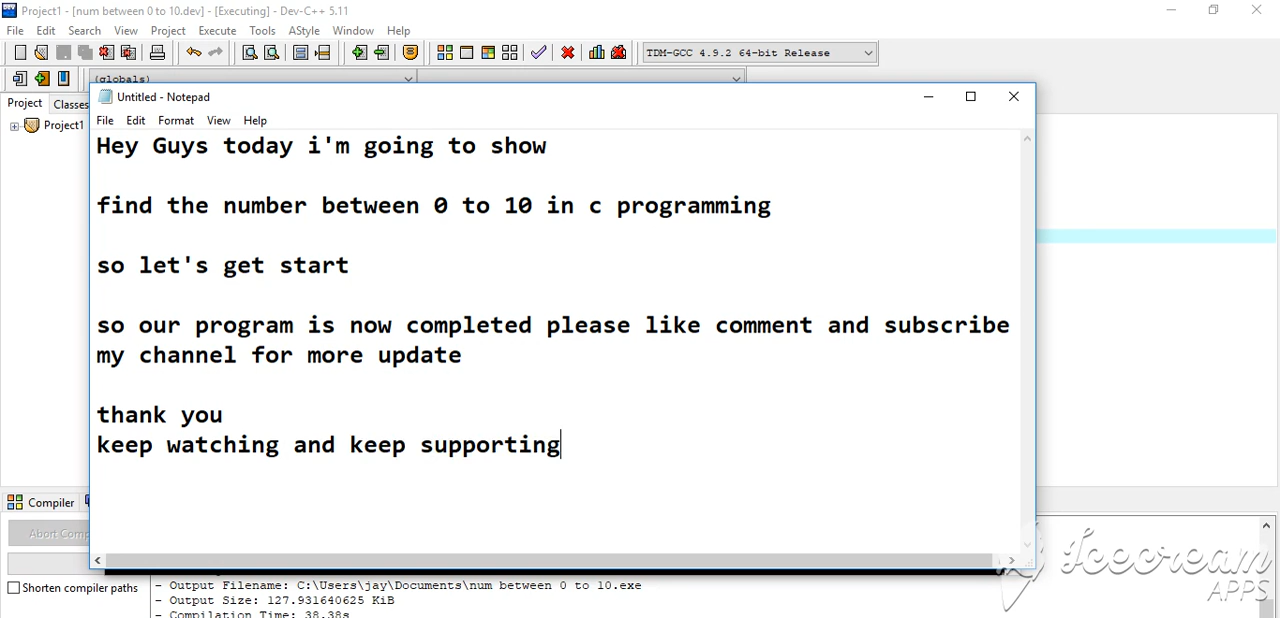 Project1 - [num between 0 to 10.dev] - [Executing] - Dev-C++ 5.11
File Edit Search View Project Execute Tools AStyle Window Help
TDM-GCC 4.9.2 64-bit Release
(globals)
Project Classes
Project1
Untitled - Notepad
File Edit Format View Help
Hey Guys today i'm going to show
find the number between 0 to 10 in c programming
so let's get start
so our program is now completed please like comment and subscribe
my channel for more update
thank you
keep watching and keep supporting
Compiler
Abort Comp
Shorten compiler paths
- Output Filename: C:\Users\jay\Documents\num between 0 to 10.exe
- Output Size: 127.931640625 KiB
- Compilation Time: 38.38s
Icecream
APPS